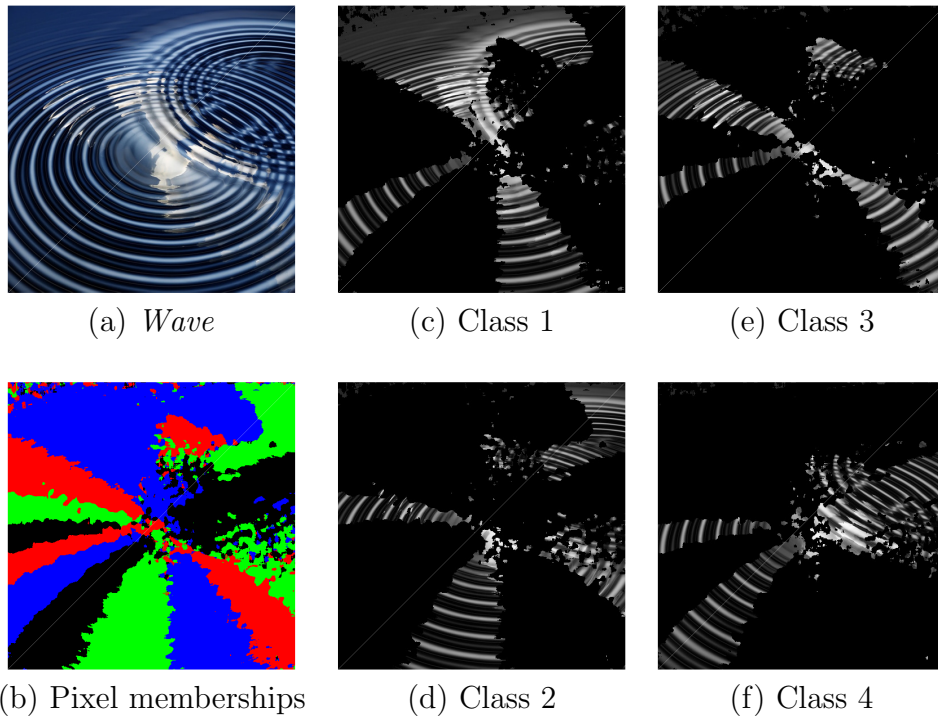 (a) Wave
(c) Class 1
(e) Class 3
(b) Pixel memberships
(d) Class 2
(f) Class 4